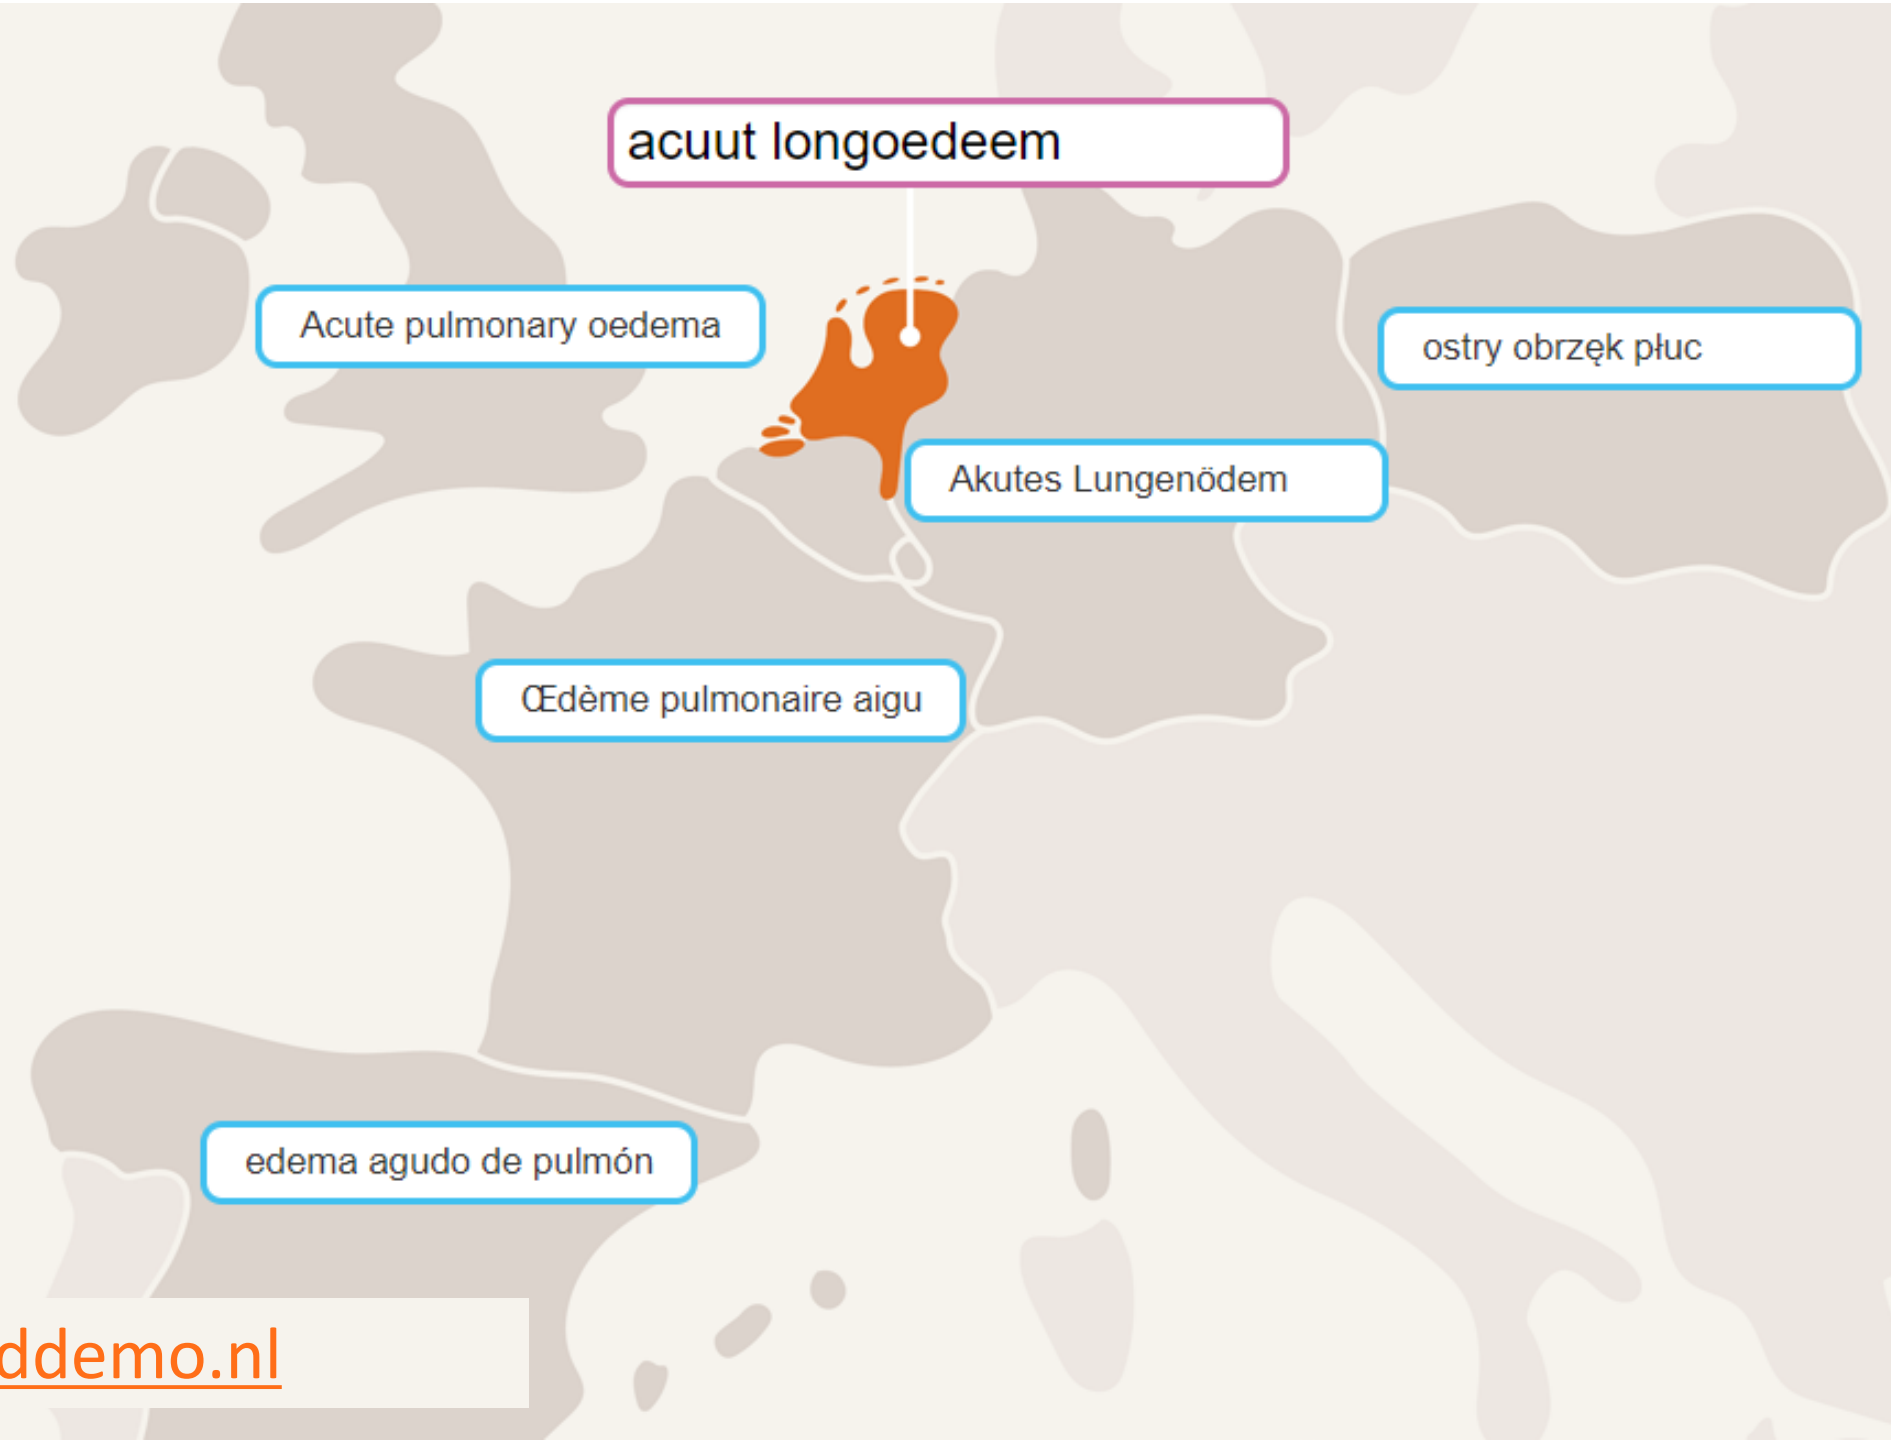 acuut longoedeem
Acute pulmonary oedema
ostry obrzęk płuc
Akutes Lungenödem
Œdème pulmonaire aigu
edema agudo de pulmón
ddemo.nl